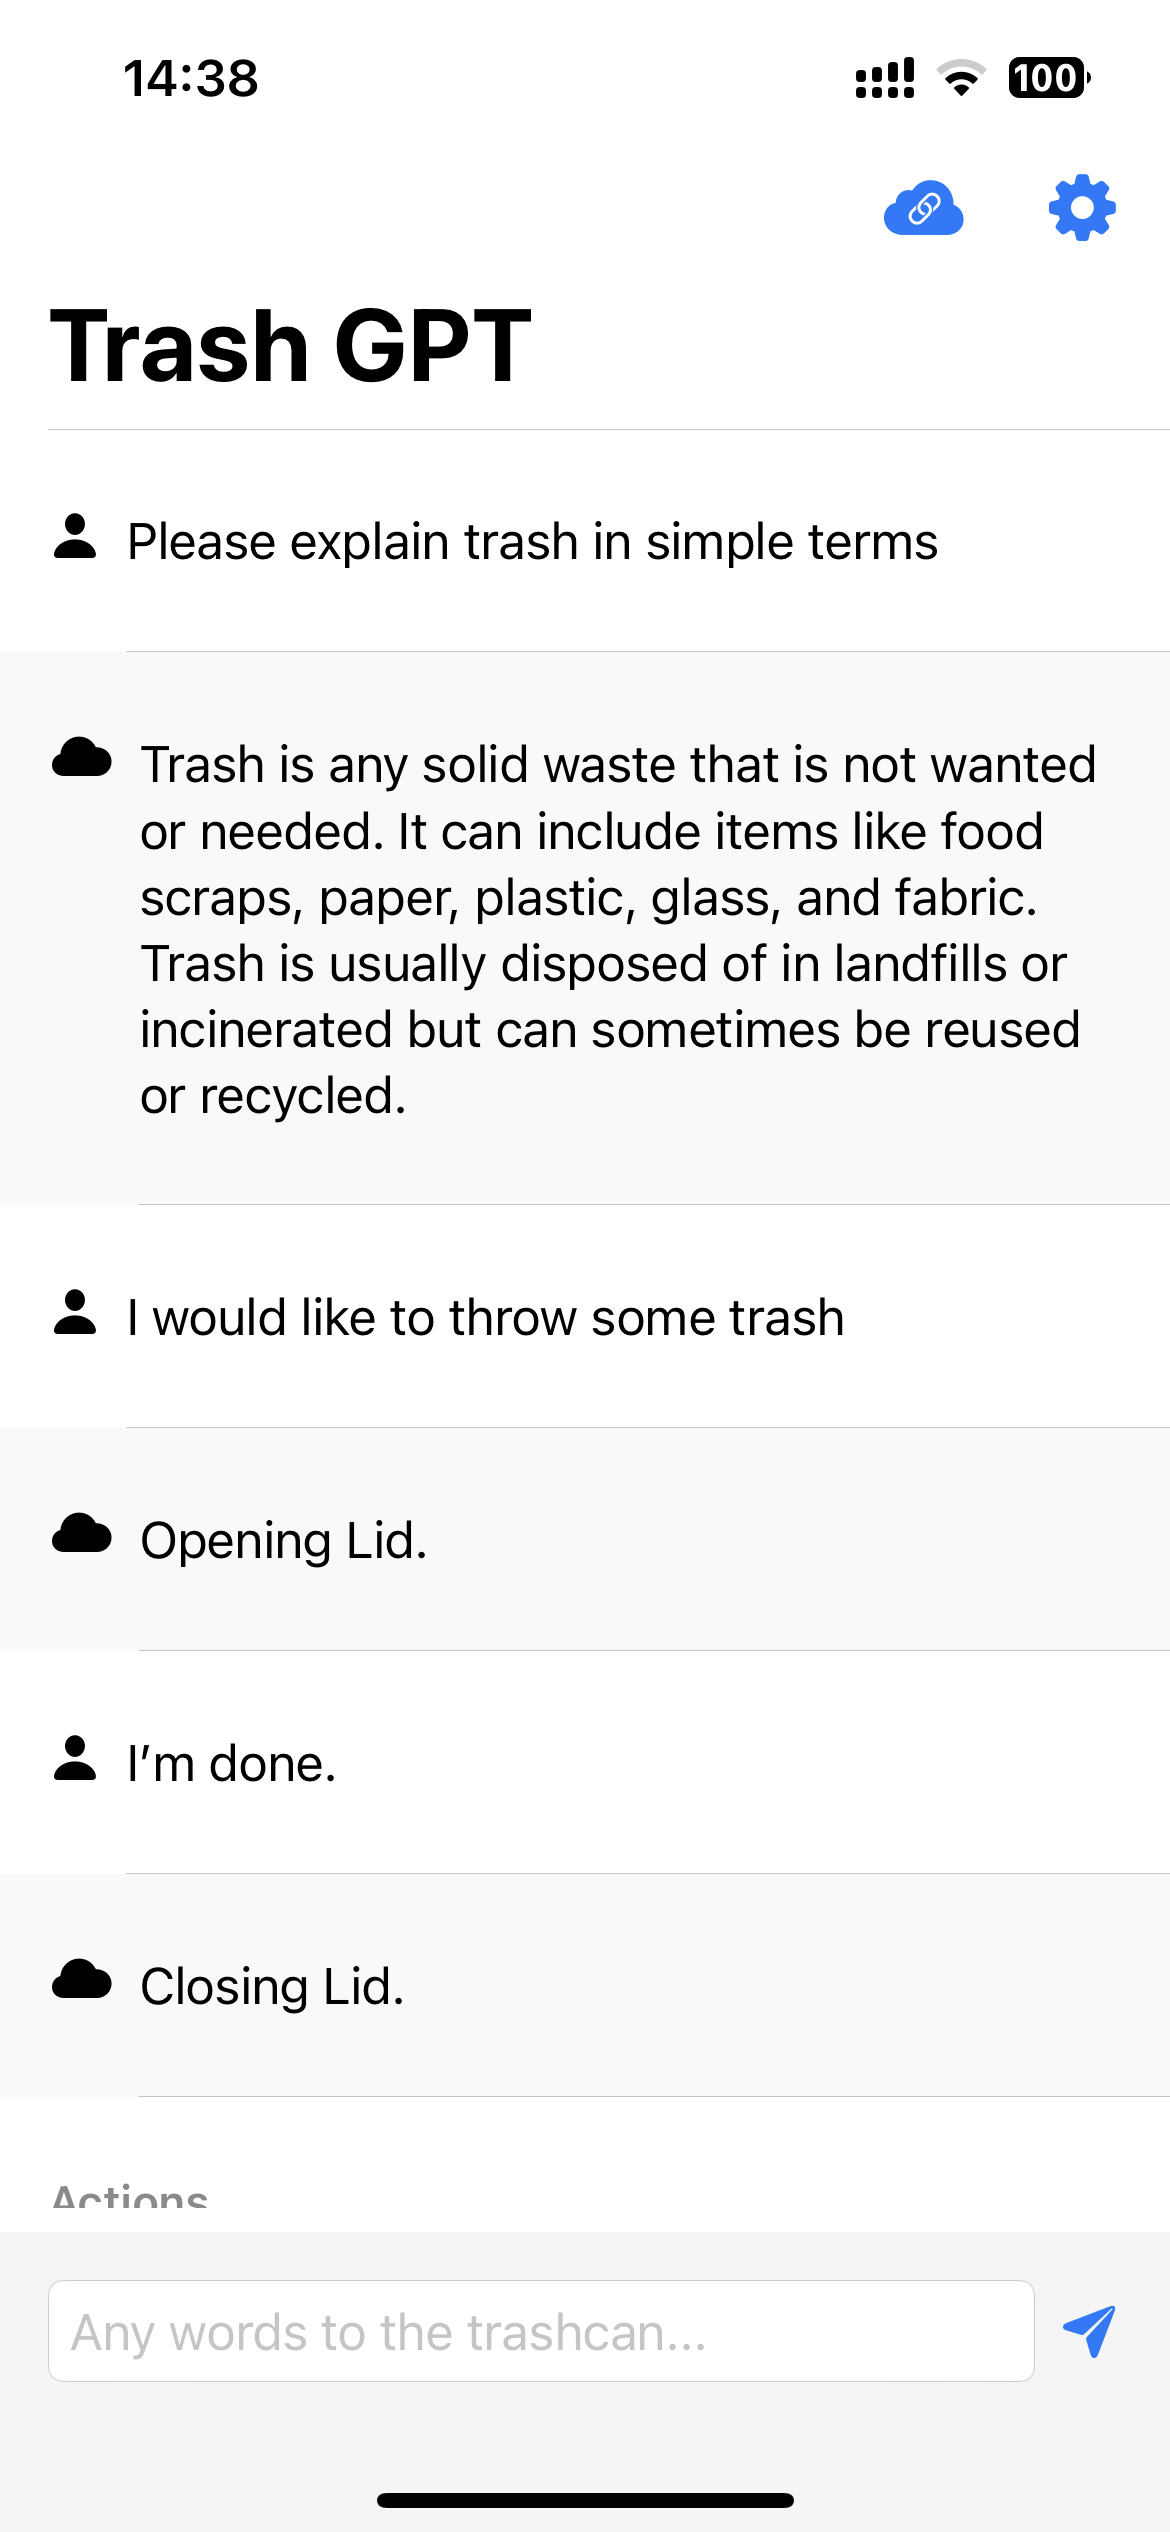 14:38
100
Trash GPT
Please explain trash in simple terms
Trash is any solid waste that is not wanted
or needed. It can include items like food
scraps, paper, plastic, glass, and fabric.
Trash is usually disposed of in landfills or
incinerated but can sometimes be reused
or recycled.
I would like to throw some trash
Opening Lid.
I’m done.
Closing Lid.
Actions
Any words to the trashcan...